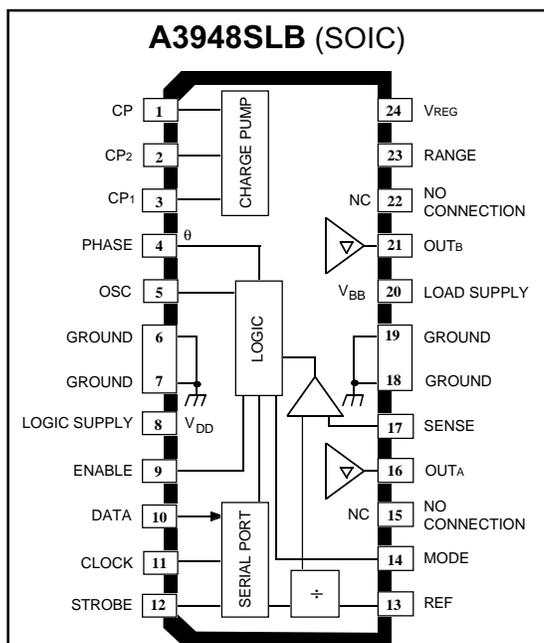 A3948SLB (SOIC)
CP 1
CP2 2
CP1 3
PHASE 4 θ
OSC 5
GROUND 6
GROUND 7
LOGIC SUPPLY 8 VDD
ENABLE 9
DATA 10
CLOCK 11
STROBE 12
CHARGE PUMP
LOGIC
SERIAL PORT
÷
24 VREG
23 RANGE
NC 22 NO
CONNECTION
21 OUTB
VBB 20 LOAD SUPPLY
19 GROUND
18 GROUND
17 SENSE
16 OUTA
NC 15 NO
CONNECTION
14 MODE
13 REF